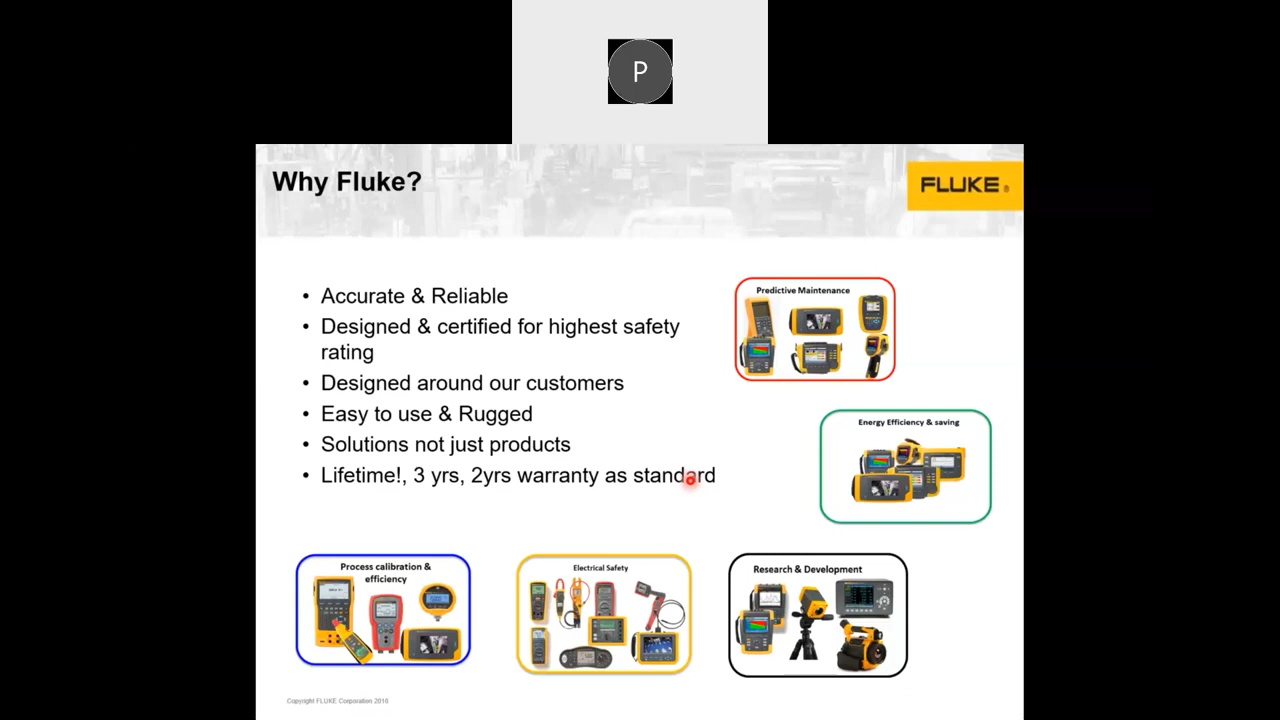 P
Why Fluke?
FLUKE ®
• Accurate & Reliable
• Designed & certified for highest safety
rating
• Designed around our customers
• Easy to use & Rugged
• Solutions not just products
• Lifetime!, 3 yrs, 2yrs warranty as standard
Predictive Maintenance
Energy Efficiency & saving
Process calibration &
efficiency
Electrical Safety
Research & Development
Copyright FLUKE Corporation 2016